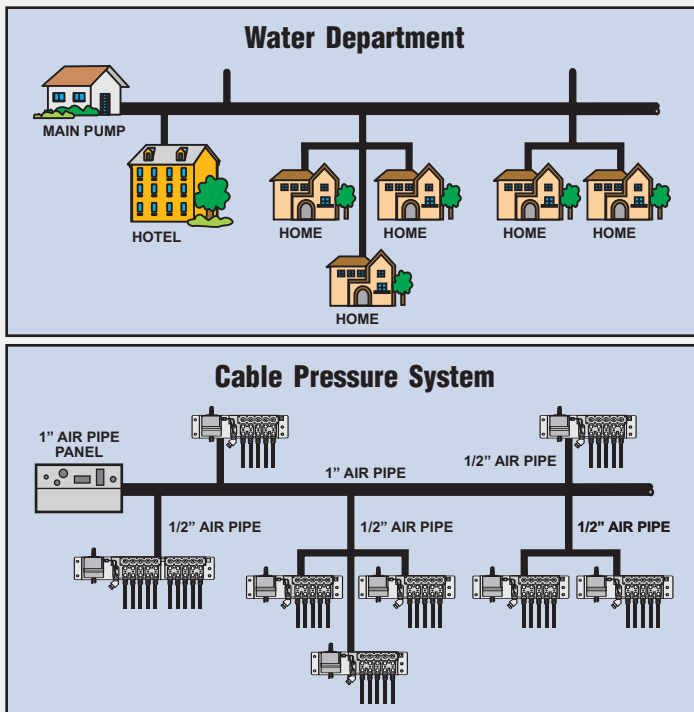 Water Department
MAIN PUMP
HOTEL
HOME
HOME
HOME
HOME
HOME
Cable Pressure System
1” AIR PIPE
PANEL
1” AIR PIPE
1/2” AIR PIPE
1/2” AIR PIPE
1/2” AIR PIPE
1/2” AIR PIPE